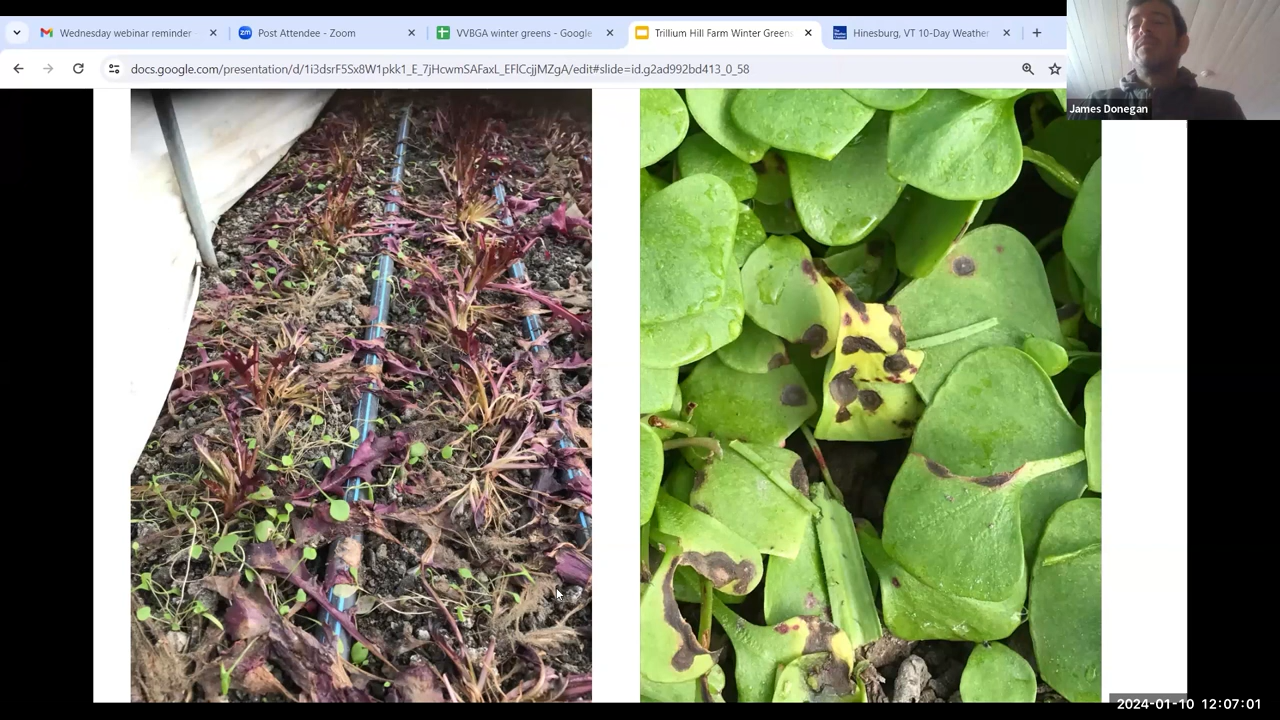 Wednesday webinar reminder
Post Attendee - Zoom
VVBGA winter greens - Google
Trillium Hill Farm Winter Greens
Hinesburg, VT 10-Day Weather
docs.google.com/presentation/d/1i3dsrF5Sx8W1pkk1_E_7jHcwmSAFaxL_EFlCcjjMZgA/edit#slide=id.g2ad992bd413_0_58
James Donegan
2024-01-10 12:07:01